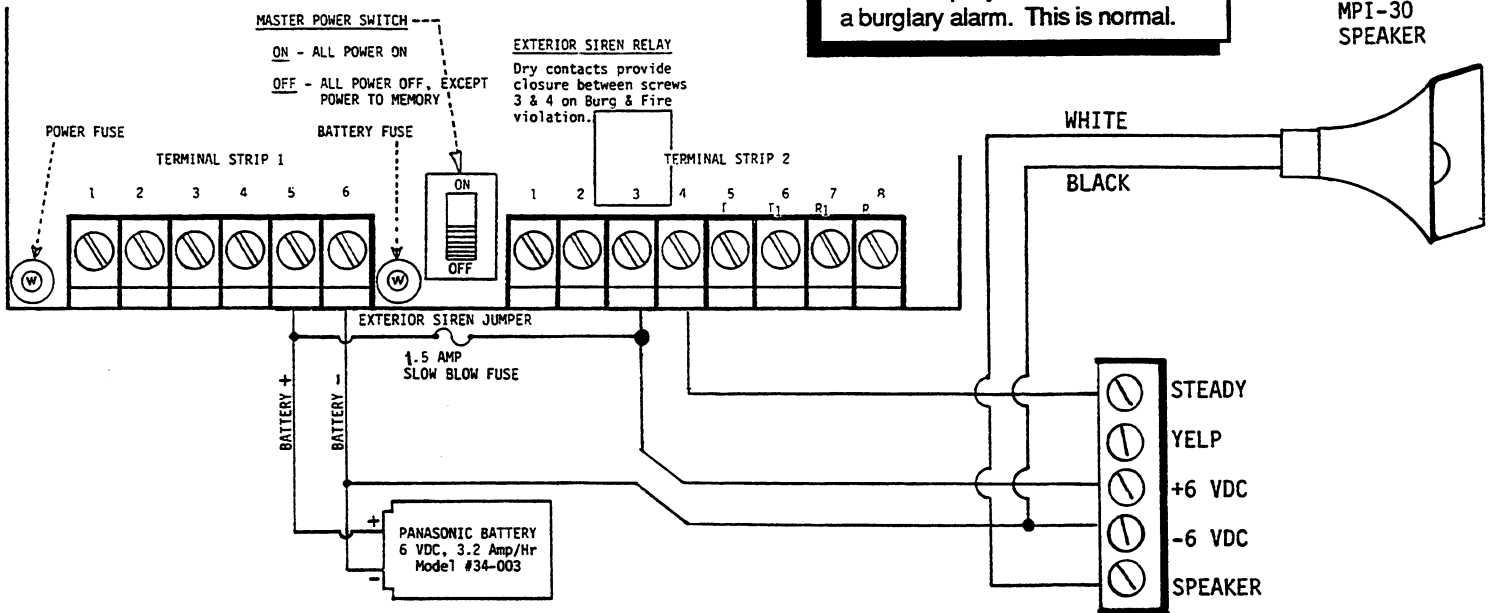 a burglary alarm. This is normal.
MPI-30
SPEAKER
MASTER POWER SWITCH
ON - ALL POWER ON
OFF - ALL POWER OFF, EXCEPT
POWER TO MEMORY
EXTERIOR SIREN RELAY
Dry contacts provide
closure between screws
3 & 4 on Burg & Fire
violation.
POWER FUSE
BATTERY FUSE
WHITE
BLACK
TERMINAL STRIP 1
TERMINAL STRIP 2
1 2 3 4 5 6
ON
OFF
1 2 3 4 5 6 7 8
T T1 R1 R
W
W
EXTERIOR SIREN JUMPER
1.5 AMP
SLOW BLOW FUSE
BATTERY +
BATTERY -
STEADY
YELP
+6 VDC
-6 VDC
SPEAKER
+
-
PANASONIC BATTERY
6 VDC, 3.2 Amp/Hr
Model #34-003